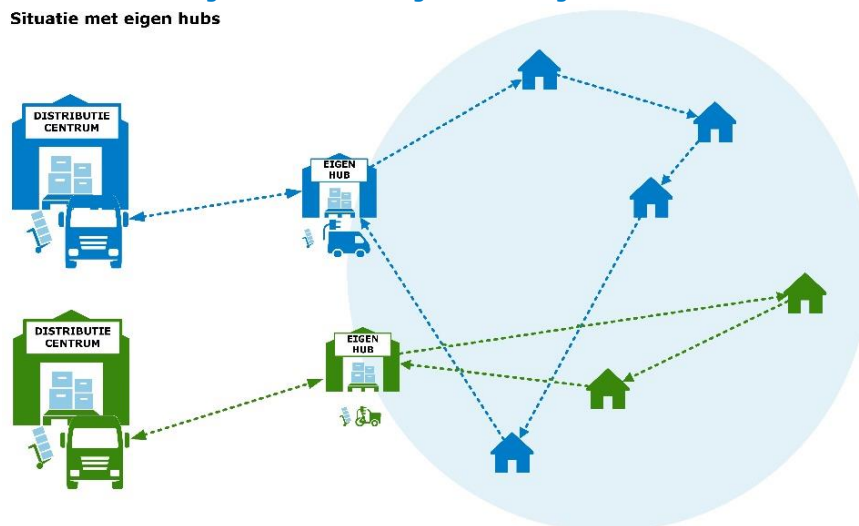 Situatie met eigen hubs
DISTRIBUTIE
CENTRUM
EIGEN
HUB
DISTRIBUTIE
CENTRUM
EIGEN
HUB